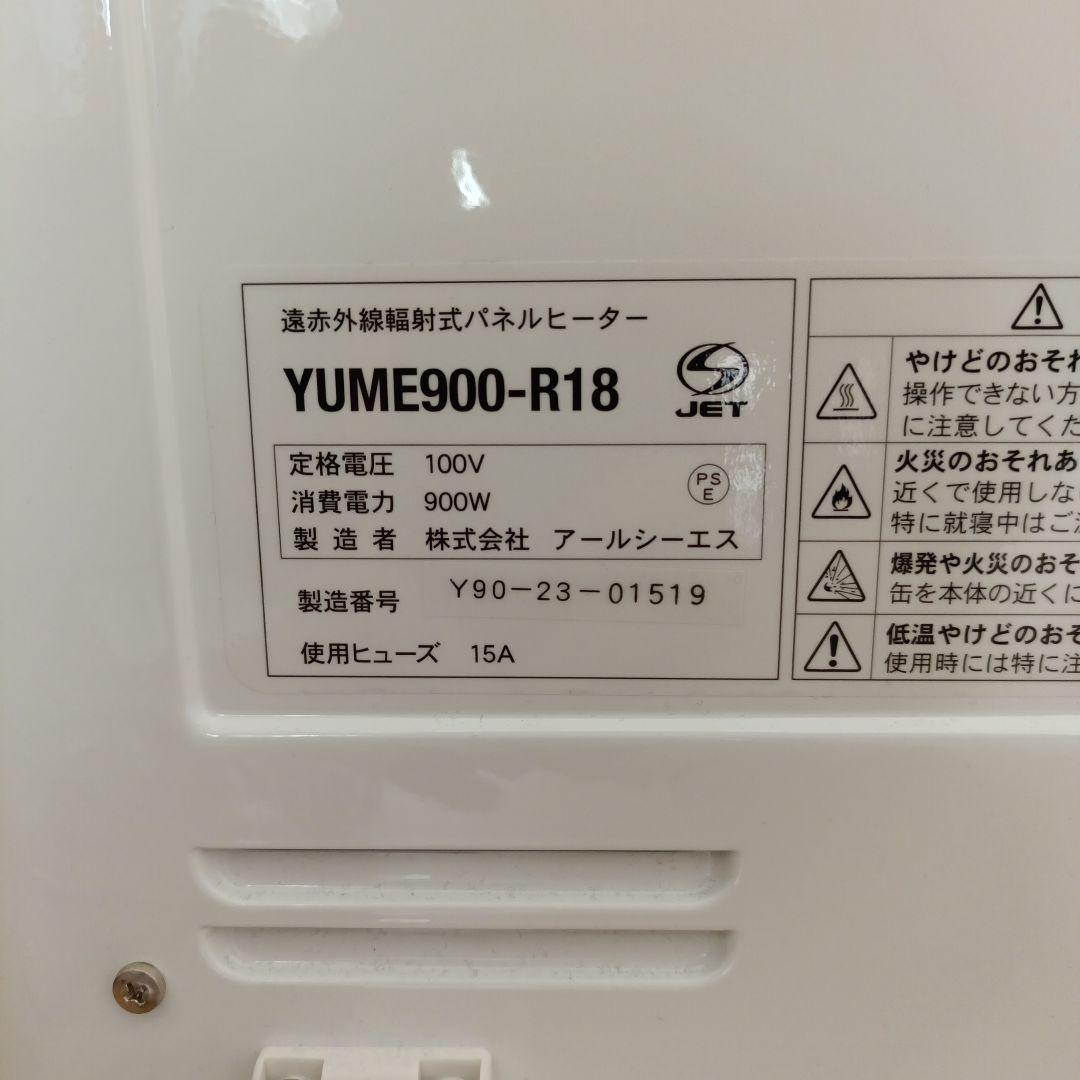 遠赤外線輻射式パネルヒーター
YUME900-R18
JET
定格電圧 100V
消費電力 900W
PS
E
製造者 株式会社 アールシーエス
製造番号 Y90-23-01519
使用ヒューズ 15A
やけどのおそれ
操作できない方
に注意してくだ
火災のおそれあ
近くで使用しな
特に就寝中はご
爆発や火災のおそ
缶を本体の近くに
低温やけどのおそ
使用時には特に注